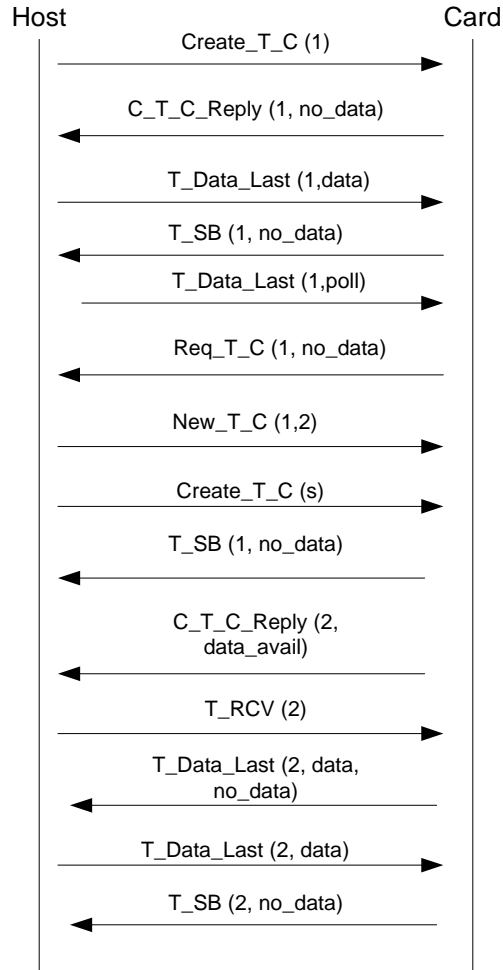 Host
Card
Create_T_C (1)
C_T_C_Reply (1, no_data)
T_Data_Last (1,data)
T_SB (1, no_data)
T_Data_Last (1,poll)
Req_T_C (1, no_data)
New_T_C (1,2)
Create_T_C (s)
T_SB (1, no_data)
C_T_C_Reply (2,
data_avail)
T_RCV (2)
T_Data_Last (2, data,
no_data)
T_Data_Last (2, data)
T_SB (2, no_data)